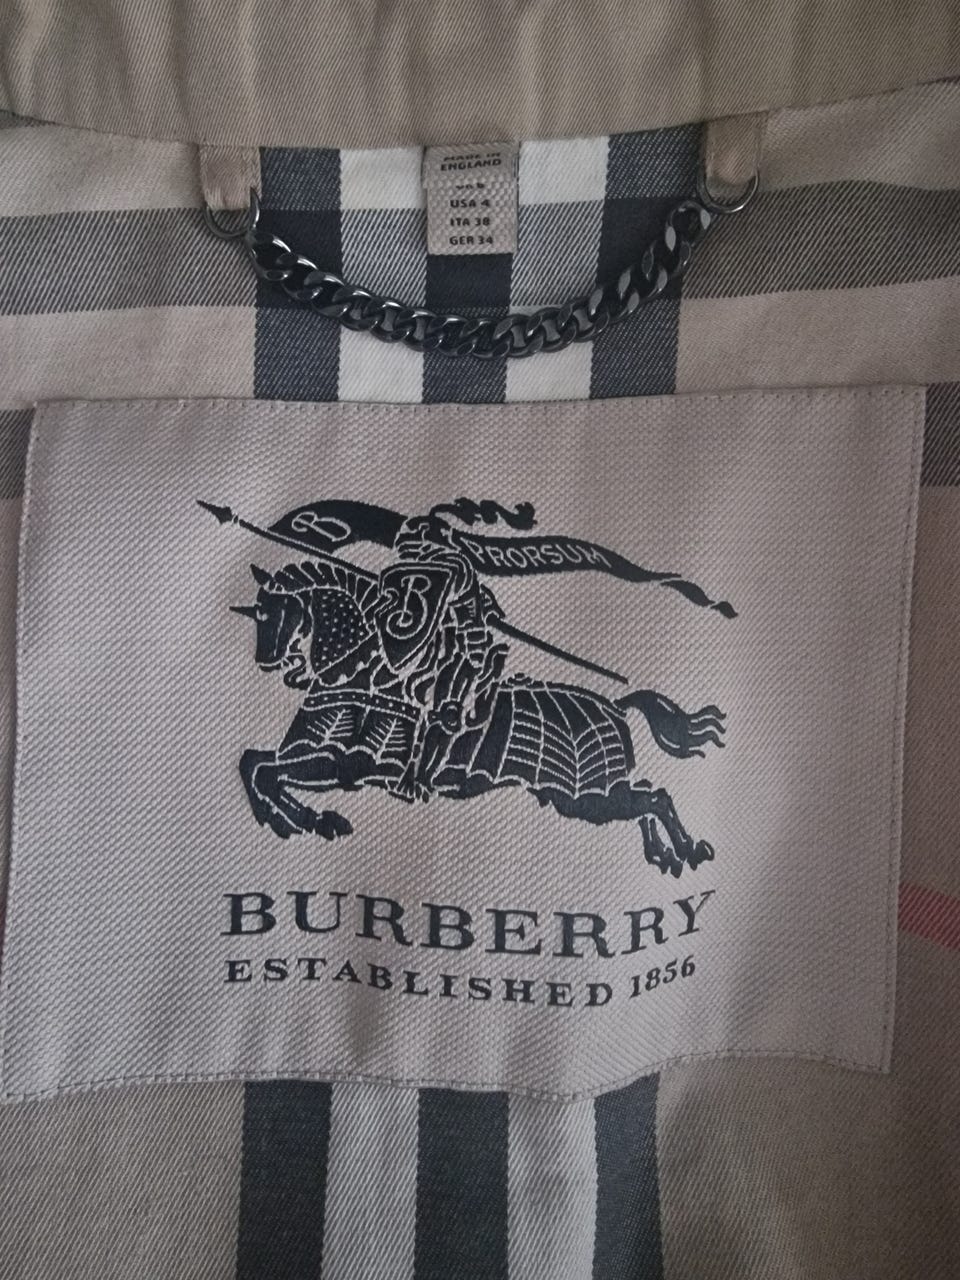 MADE IN
ENGLAND
USA 4
ITA 38
GER 34
B
PRORSUM
B
BURBERRY
ESTABLISHED 1856